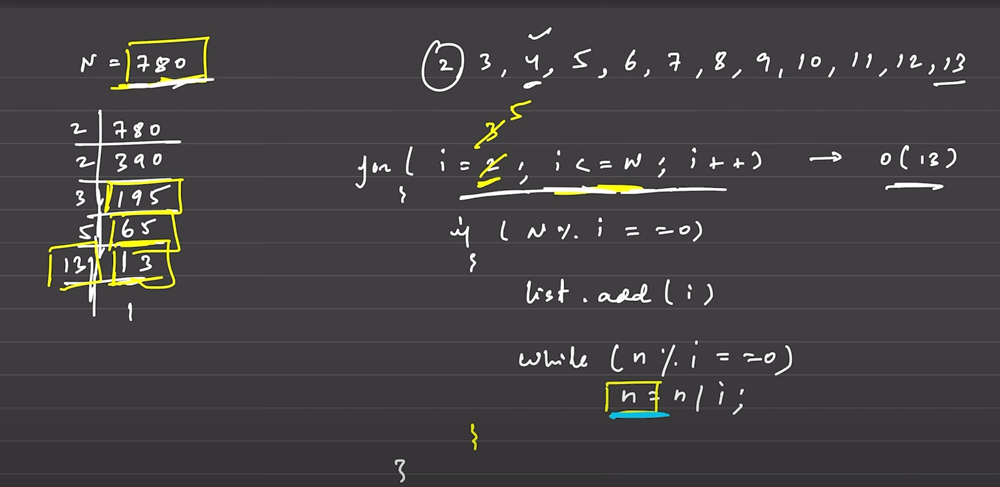 N = 780
2, 3, 4, 5, 6, 7, 8, 9, 10, 11, 12, 13
2 | 780
2 | 390
3 | 195
5 | 65
13 | 13
1
3 5
for ( i = 2 ; i <= N ; i++ ) → O(13)
{
if ( N % i == 0)
{
list . add ( i )
while ( n % i == 0)
n = n / i ;
}
}